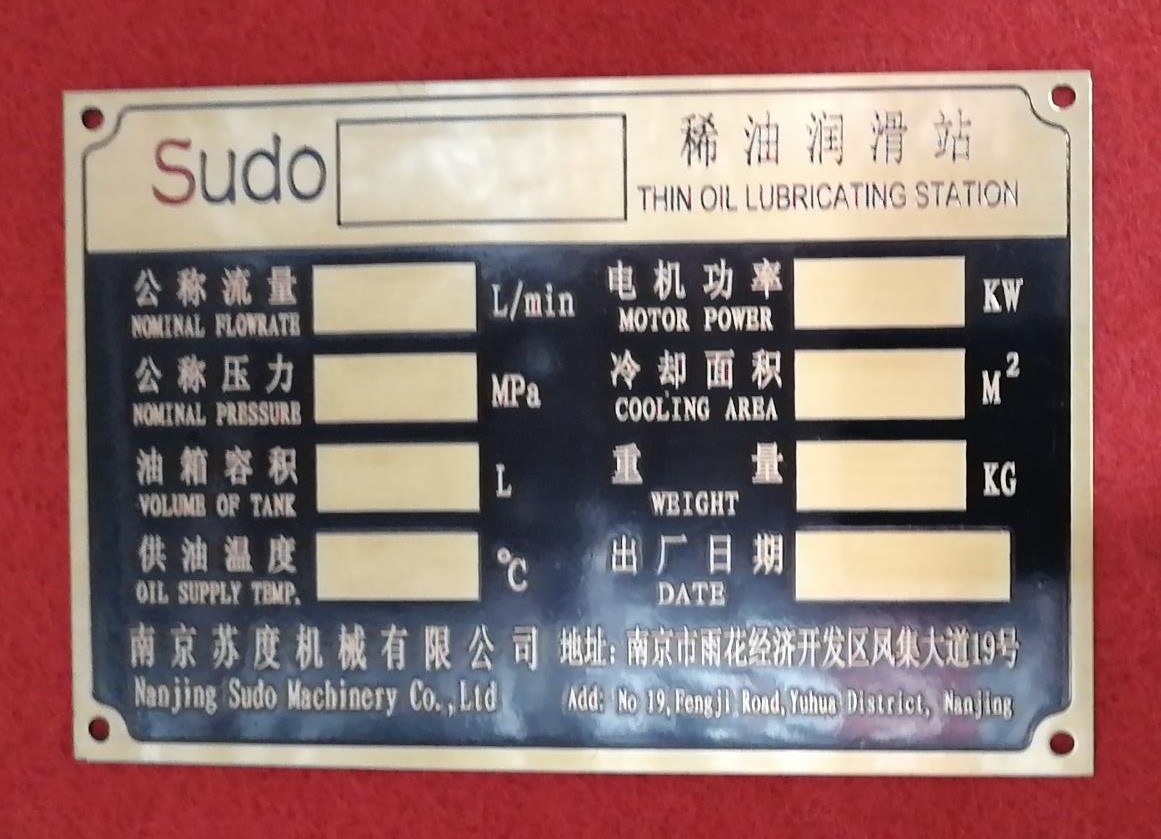 Sudo
稀油润滑站
THIN OIL LUBRICATING STATION
公称流量 L/min
NOMINAL FLOWRATE
电机功率 KW
MOTOR POWER
公称压力 MPa
NOMINAL PRESSURE
冷却面积 M²
COOLING AREA
油箱容积 L
VOLUME OF TANK
重量 KG
WEIGHT
供油温度 ℃
OIL SUPPLY TEMP.
出厂日期
DATE
南京苏度机械有限公司
Nanjing Sudo Machinery Co.,Ltd
地址:南京市雨花经济开发区凤集大道19号
Add: No 19,Fengji Road,Yuhua District, Nanjing